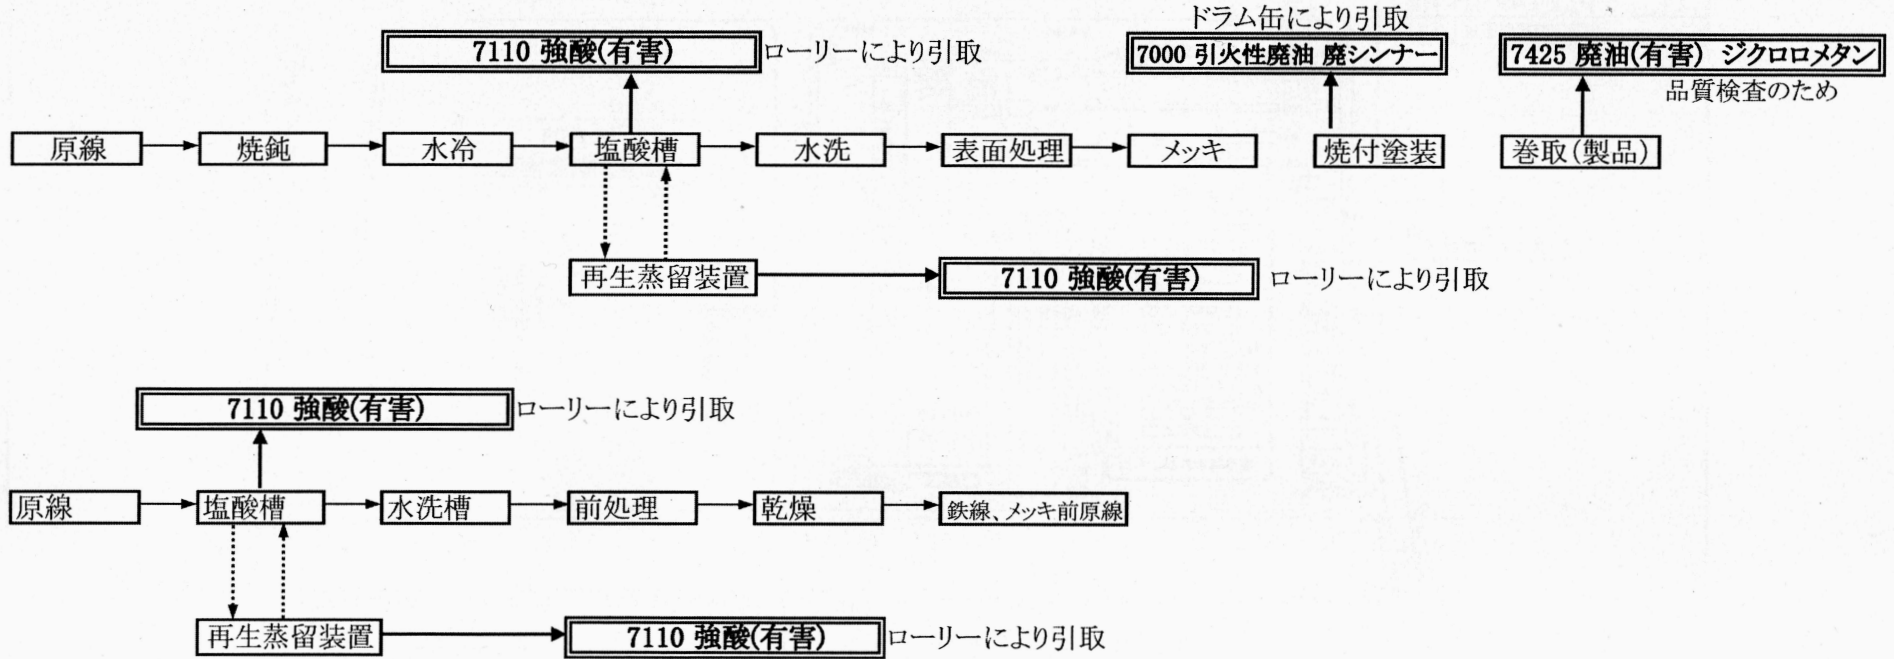 ドラム缶により引取
7110 強酸(有害) ローリーにより引取
7000 引火性廃油 廃シンナー
7425 廃油(有害) ジクロロメタン
品質検査のため
原線 焼鈍 水冷 塩酸槽 水洗 表面処理 メッキ 焼付塗装 巻取(製品)
再生蒸留装置 7110 強酸(有害) ローリーにより引取
7110 強酸(有害) ローリーにより引取
原線 塩酸槽 水洗槽 前処理 乾燥 鉄線、メッキ前原線
再生蒸留装置 7110 強酸(有害) ローリーにより引取